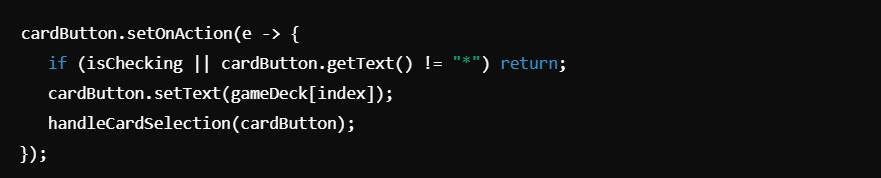 cardButton.setOnAction(e -> {
if (isChecking || cardButton.getText() != "*") return;
cardButton.setText(gameDeck[index]);
handleCardSelection(cardButton);
});